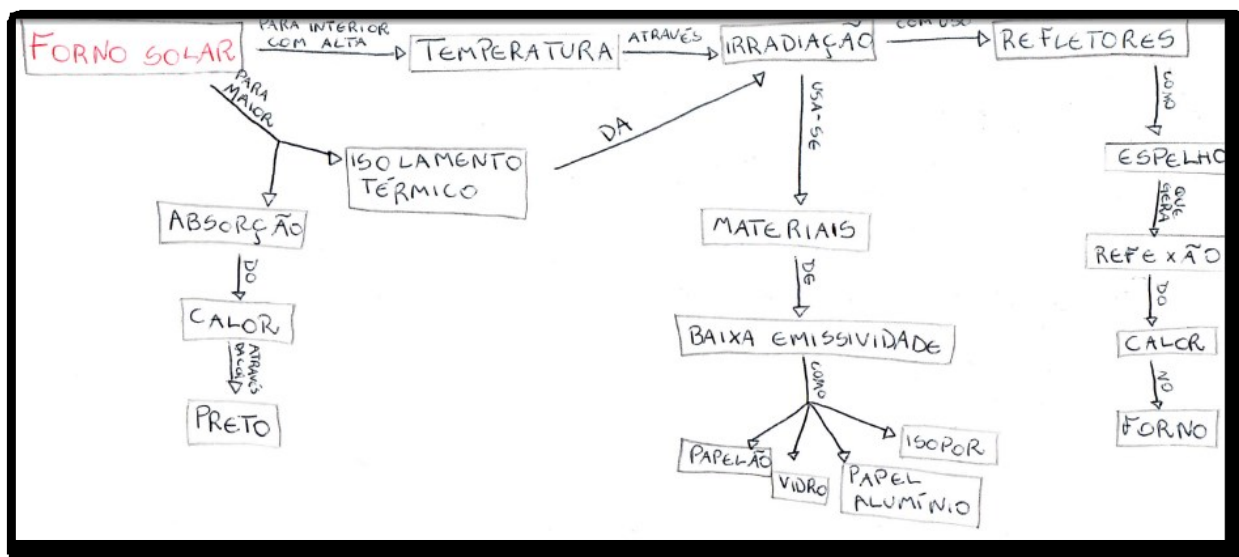 PARA INTERIOR
COM ALTA
ATRAVÉS
COM USO
FORNO SOLAR
TEMPERATURA
IRRADIAÇÃO
REFLETORES
PARA
MAIOR
DA
USA-SE
COMO
ISOLAMENTO
TÉRMICO
ESPELHO
ABSORÇÃO
MATERIAIS
QUE
GERA
REFEXÃO
DO
DE
DO
CALOR
BAIXA EMISSIVIDADE
CALOR
ATRAVÉS
DA COR
COMO
NO
PRETO
ISOPOR
FORNO
PAPELÃO
VIDRO
PAPEL
ALUMÍNIO